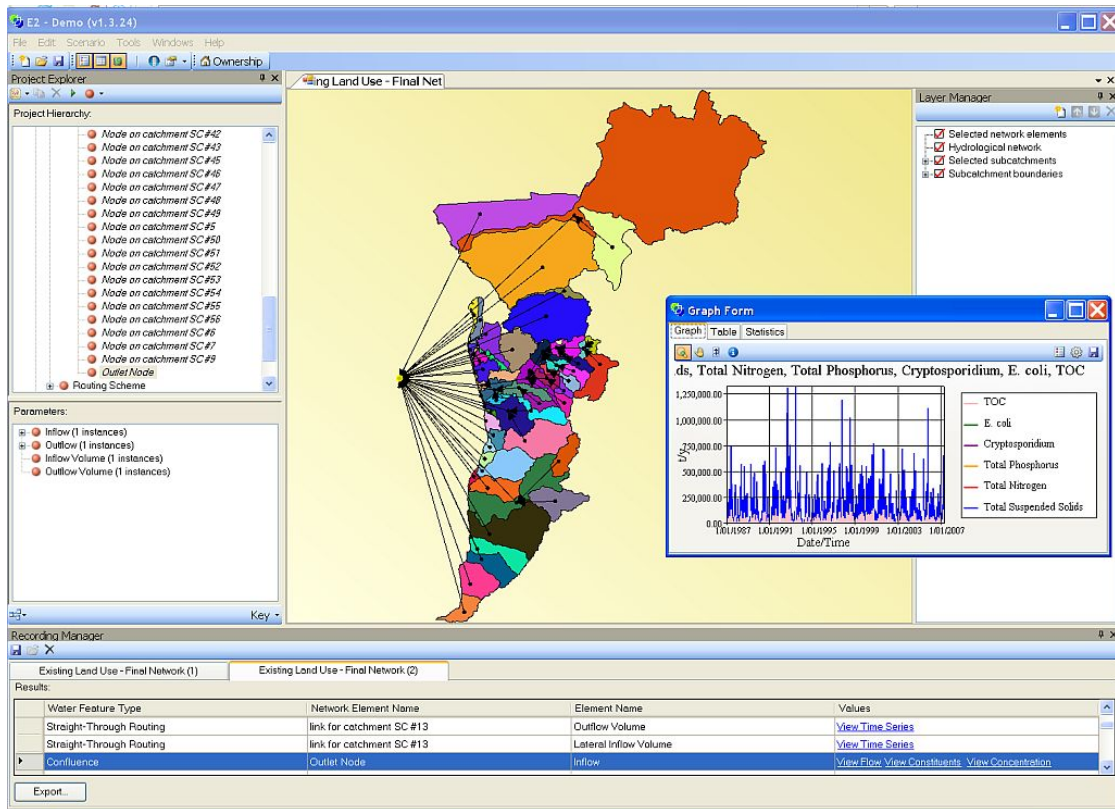 E2 - Demo (v1.3.24)
File Edit Scenario Tools Windows Help
Ownership
Project Explorer
Project Hierarchy:
Node on catchment SC #42
Node on catchment SC #43
Node on catchment SC #45
Node on catchment SC #46
Node on catchment SC #47
Node on catchment SC #48
Node on catchment SC #49
Node on catchment SC #5
Node on catchment SC #50
Node on catchment SC #51
Node on catchment SC #52
Node on catchment SC #53
Node on catchment SC #54
Node on catchment SC #55
Node on catchment SC #56
Node on catchment SC #6
Node on catchment SC #7
Node on catchment SC #9
Outlet Node
Routing Scheme
Parameters:
Inflow (1 instances)
Outflow (1 instances)
Inflow Volume (1 instances)
Outflow Volume (1 instances)
Key
ing Land Use - Final Net
Layer Manager
Selected network elements
Hydrological network
Selected subcatchments
Subcatchment boundaries
Graph Form
Graph Table Statistics
ds, Total Nitrogen, Total Phosphorus, Cryptosporidium, E. coli, TOC
1,250,000.00
1,000,000.00
750,000.00
500,000.00
250,000.00
0.00
t/y
1/01/1987 1/01/1991 1/01/1995 1/01/1999 1/01/2003 1/01/2007
Date/Time
TOC
E. coli
Cryptosporidium
Total Phosphorus
Total Nitrogen
Total Suspended Solids
Recording Manager
Existing Land Use - Final Network (1) Existing Land Use - Final Network (2)
Results:
Water Feature Type Network Element Name Element Name Values
Straight-Through Routing link for catchment SC #13 Outflow Volume View Time Series
Straight-Through Routing link for catchment SC #13 Lateral Inflow Volume View Time Series
Confluence Outlet Node Inflow View Flow View Constituents View Concentration
Export...